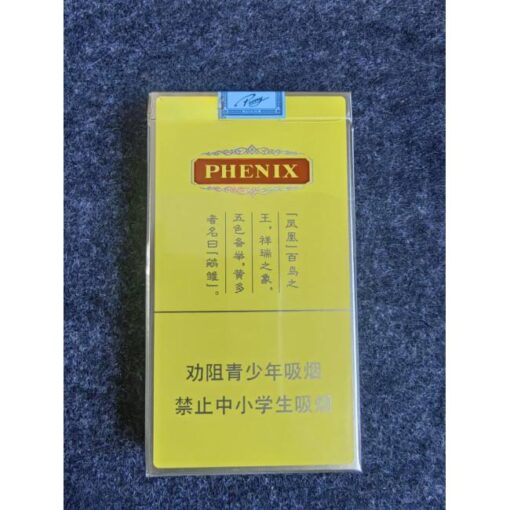 PHENIX
「凤凰」百鸟之
王，祥瑞之象，
五色备举，黄多
者名曰「鹓雏」。
劝阻青少年吸烟
禁止中小学生吸烟